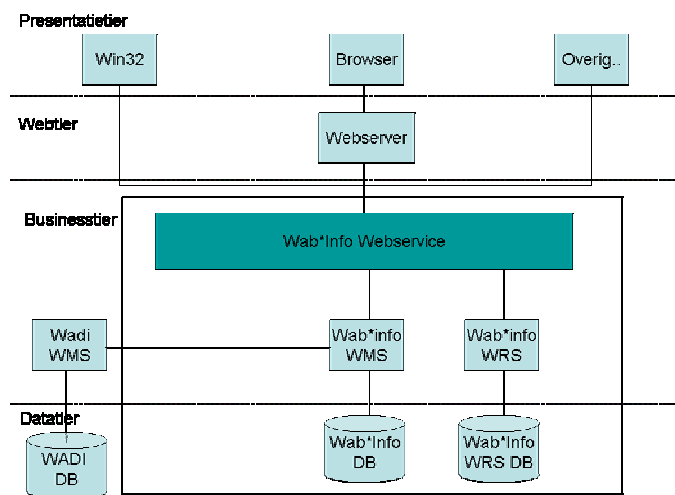 Presentatietier
Win32
Browser
Overig..
Webtier
Webserver
Businesstier
Wab*Info Webservice
Wadi
WMS
Wab*info
WMS
Wab*info
WRS
Datatier
WADI
DB
Wab*Info
DB
Wab*Info
WRS DB